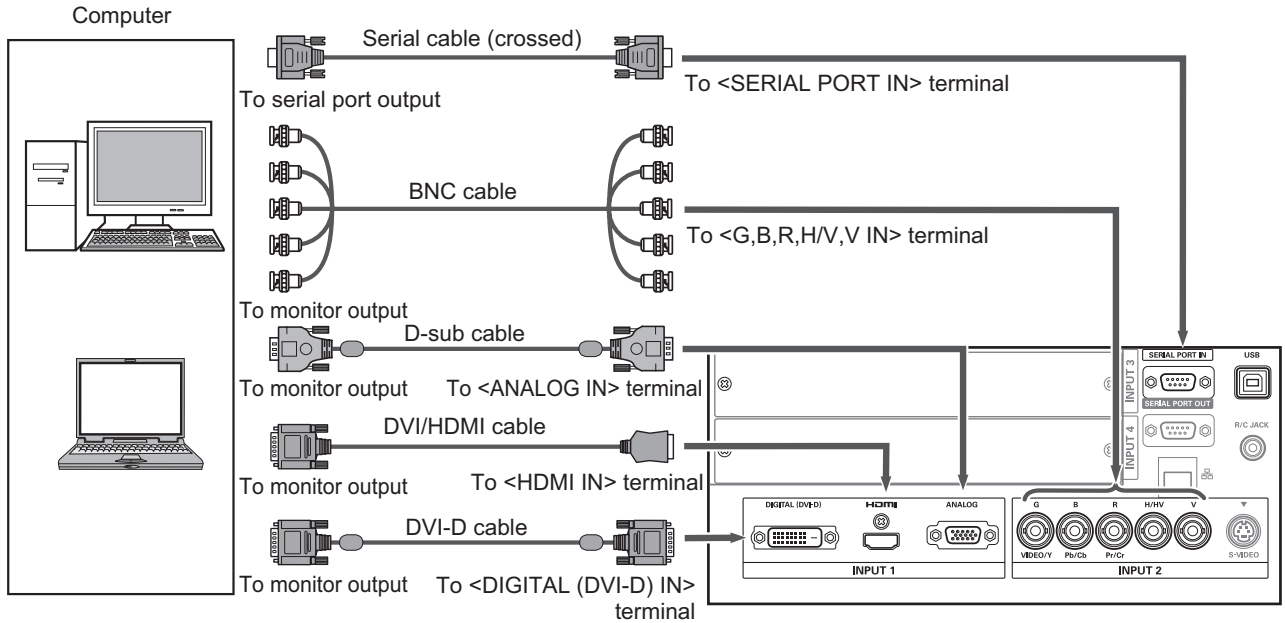 Computer
Serial cable (crossed)
To serial port output
To <SERIAL PORT IN> terminal
BNC cable
To monitor output
To <G,B,R,H/V,V IN> terminal
D-sub cable
To monitor output
To <ANALOG IN> terminal
DVI/HDMI cable
To monitor output
To <HDMI IN> terminal
DVI-D cable
To monitor output
To <DIGITAL (DVI-D) IN>
terminal
INPUT 3
SERIAL PORT IN
USB
SERIAL PORT OUT
INPUT 4
R/C JACK
DIGITAL (DVI-D)
HDMI
ANALOG
INPUT 1
G
B
R
H/HV
V
VIDEO/Y
Pb/Cb
Pr/Cr
S-VIDEO
INPUT 2